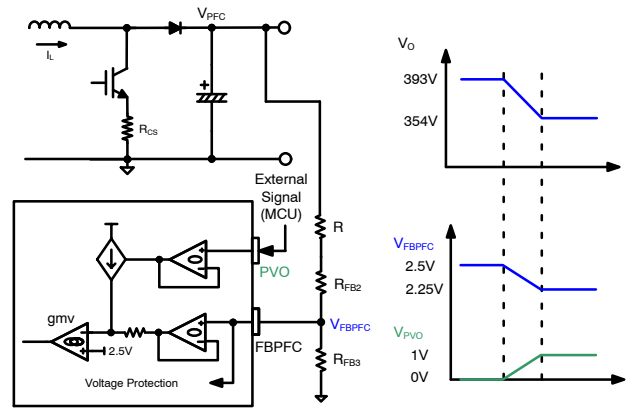 V_PFC
I_L
R_CS
External
Signal
(MCU)
PVO
R
R_FB2
V_FBPFC
R_FB3
FBPFC
gmv
2.5V
Voltage Protection
V_O
393V
354V
V_FBPFC
2.5V
2.25V
V_PVO
1V
0V